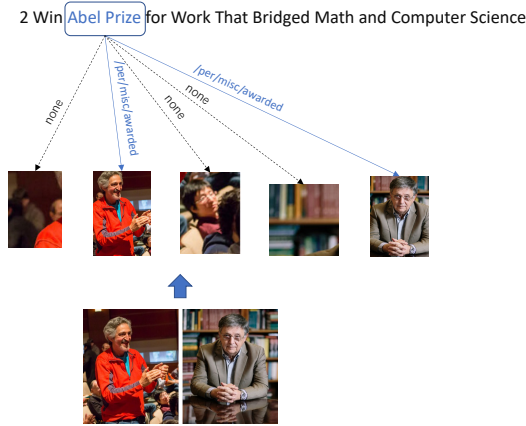 2 Win Abel Prize for Work That Bridged Math and Computer Science
none
/per/misc/awarded
none
none
/per/misc/awarded